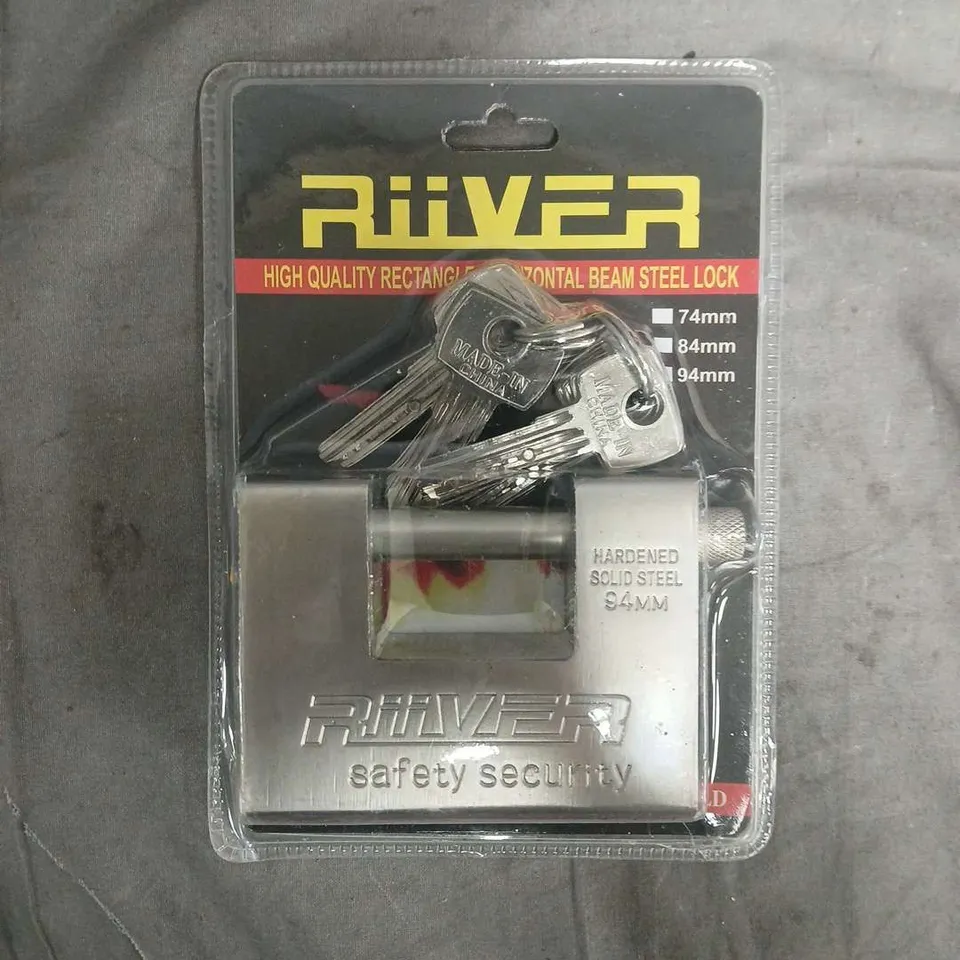 RiiVER
HIGH QUALITY RECTANGLE HORIZONTAL BEAM STEEL LOCK
74mm
84mm
94mm
MADE-IN
CHINA
MADE-IN
CHINA
HARDENED
SOLID STEEL
94MM
RiiVER
safety security